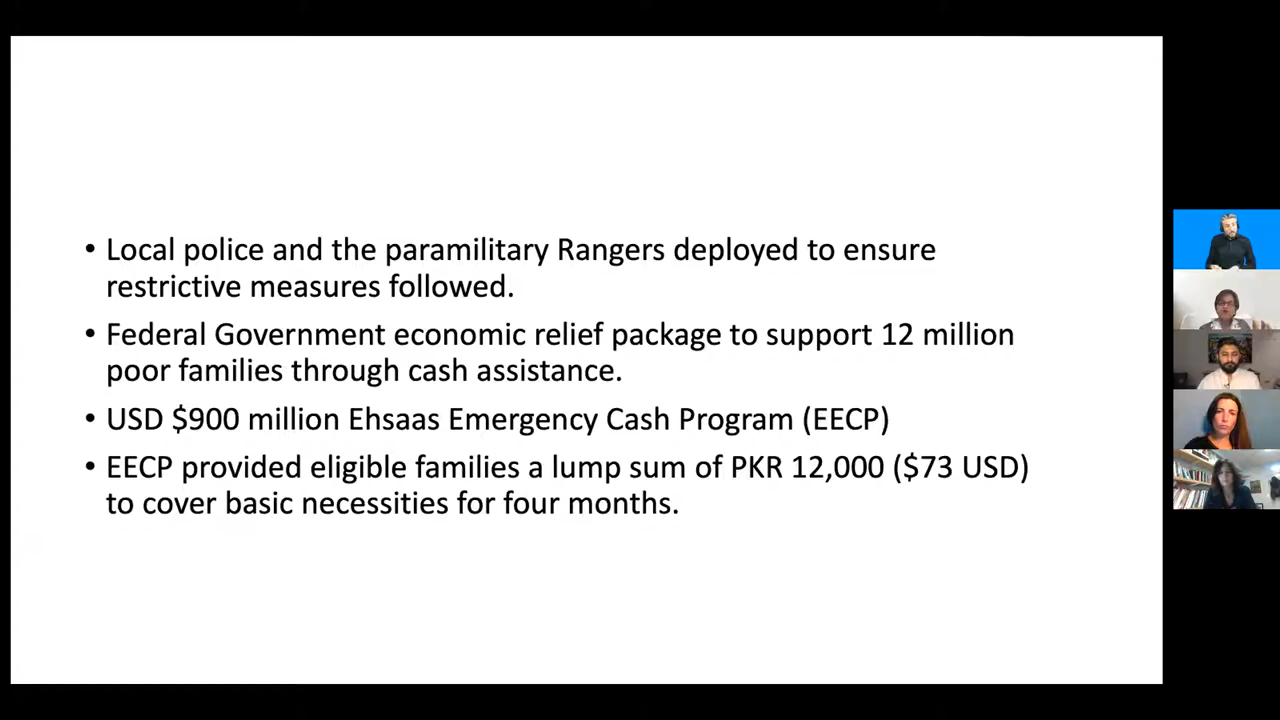 • Local police and the paramilitary Rangers deployed to ensure
restrictive measures followed.
• Federal Government economic relief package to support 12 million
poor families through cash assistance.
• USD $900 million Ehsaas Emergency Cash Program (EECP)
• EECP provided eligible families a lump sum of PKR 12,000 ($73 USD)
to cover basic necessities for four months.